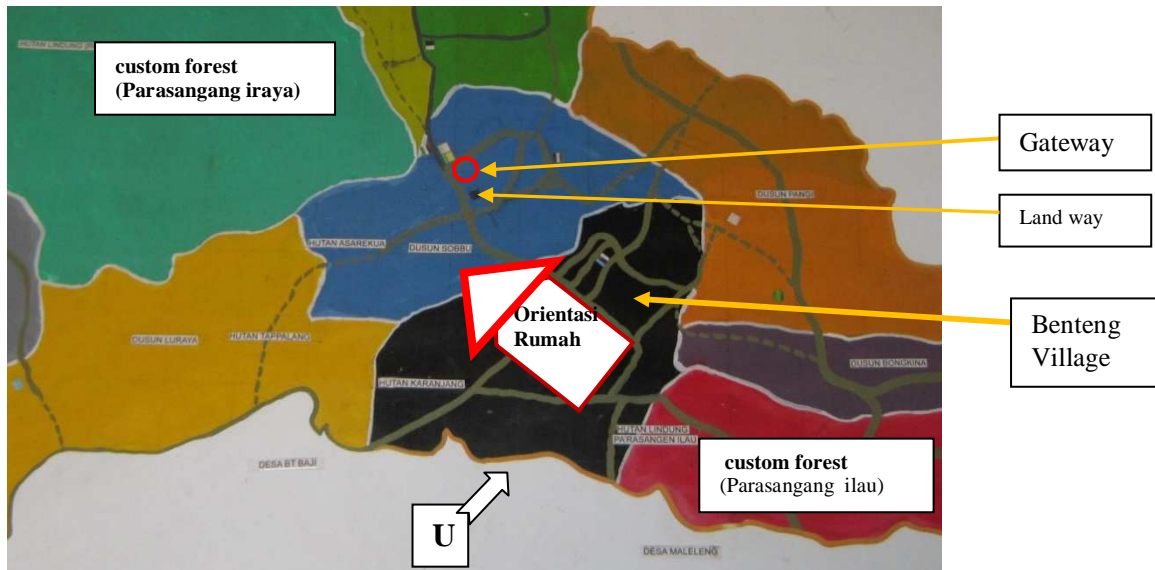 HUTAN LINDUNG
custom forest
(Parasangang iraya)
Gateway
Land way
DUSUN PANGI
HUTAN ASAREKUA
DUSUN SOBBU
Orientasi
Rumah
Benteng
Village
DUSUN LURAYA
HUTAN TAPPALANG
DUSUN BONGKINA
HUTAN KARANJANG
HUTAN LINDUNG
PA'RASANGEN ILAU
custom forest
(Parasangang ilau)
DESA BT BAJI
U
DESA MALELENG